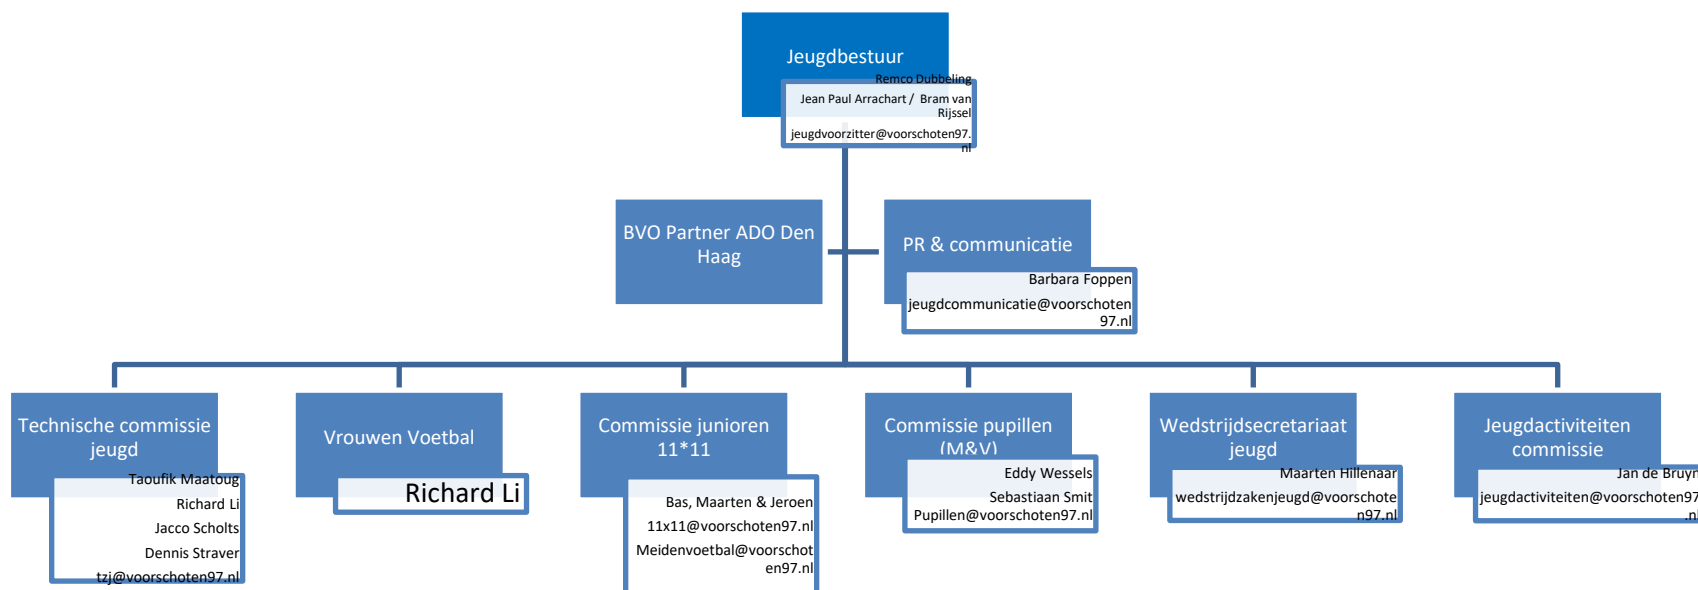 Jeugdbestuur
Remco Dubbeling
Jean Paul Arrachart / Bram van
Rijssel
jeugdvoorzitter@voorschoten97.
nl
BVO Partner ADO Den
Haag
PR & communicatie
Barbara Foppen
jeugdcommunicatie@voorschoten
97.nl
Technische commissie
jeugd
Taoufik Maatoug
Richard Li
Jacco Scholts
Dennis Straver
tzj@voorschoten97.nl
Vrouwen Voetbal
Richard Li
Commissie junioren
11*11
Bas, Maarten & Jeroen
11x11@voorschoten97.nl
Meidenvoetbal@voorschot
en97.nl
Commissie pupillen
(M&V)
Eddy Wessels
Sebastiaan Smit
Pupillen@voorschoten97.nl
Wedstrijdsecretariaat
jeugd
Maarten Hillenaar
wedstrijdzakenjeugd@voorschote
n97.nl
Jeugdactiviteiten
commissie
Jan de Bruyn
jeugdactiviteiten@voorschoten97
.nl